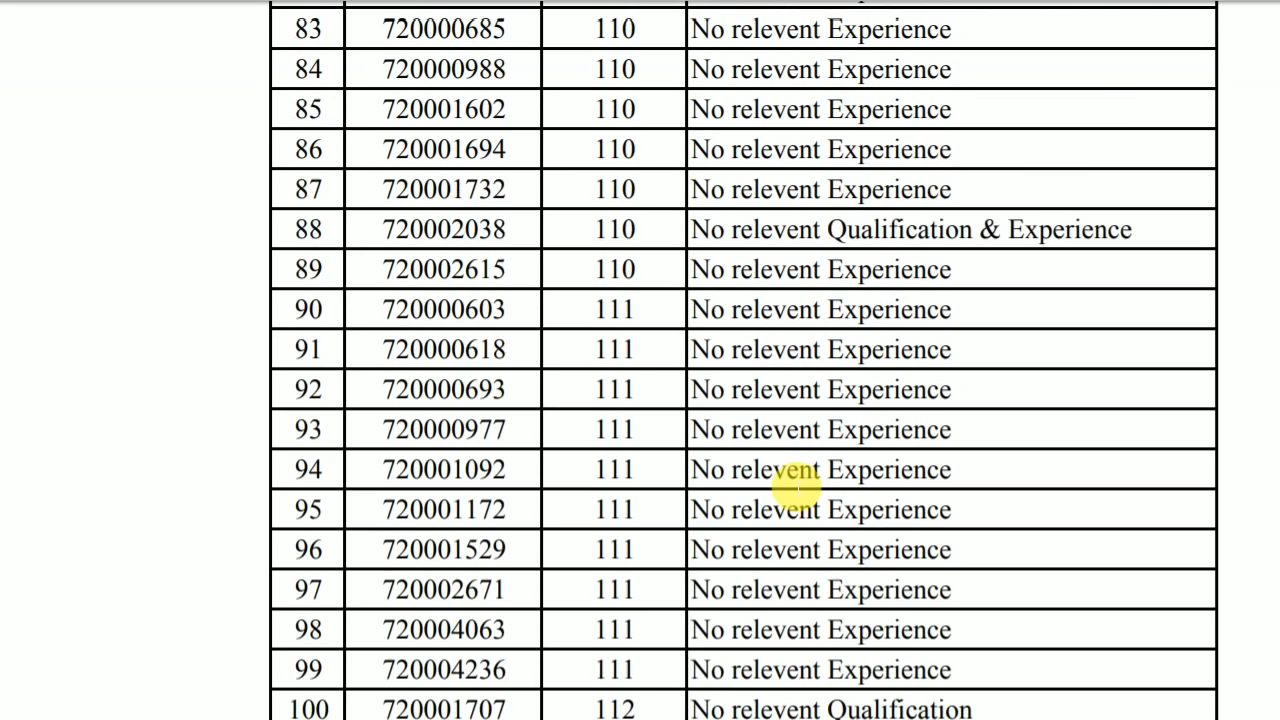 83 720000685 110 No relevent Experience
84 720000988 110 No relevent Experience
85 720001602 110 No relevent Experience
86 720001694 110 No relevent Experience
87 720001732 110 No relevent Experience
88 720002038 110 No relevent Qualification & Experience
89 720002615 110 No relevent Experience
90 720000603 111 No relevent Experience
91 720000618 111 No relevent Experience
92 720000693 111 No relevent Experience
93 720000977 111 No relevent Experience
94 720001092 111 No relevent Experience
95 720001172 111 No relevent Experience
96 720001529 111 No relevent Experience
97 720002671 111 No relevent Experience
98 720004063 111 No relevent Experience
99 720004236 111 No relevent Experience
100 720001707 112 No relevent Qualification